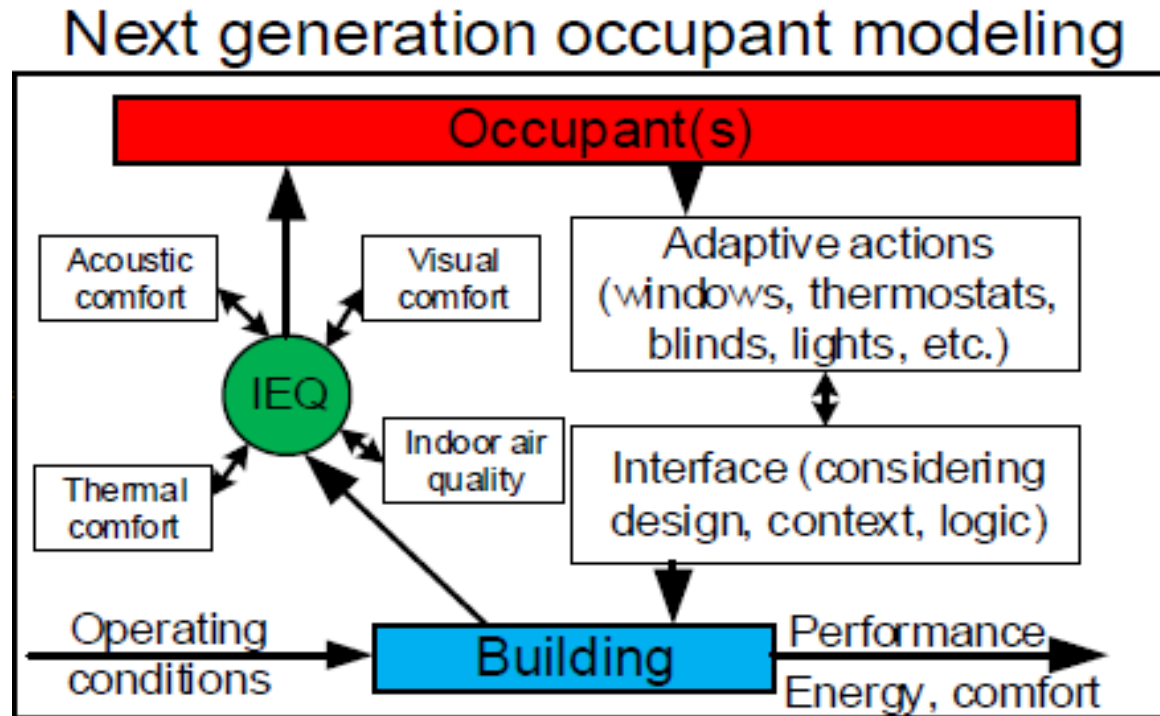 Next generation occupant modeling
Occupant(s)
Acoustic
comfort
Visual
comfort
Adaptive actions
(windows, thermostats,
blinds, lights, etc.)
IEQ
Thermal
comfort
Indoor air
quality
Interface (considering
design, context, logic)
Operating
conditions
Building
Performance
Energy, comfort